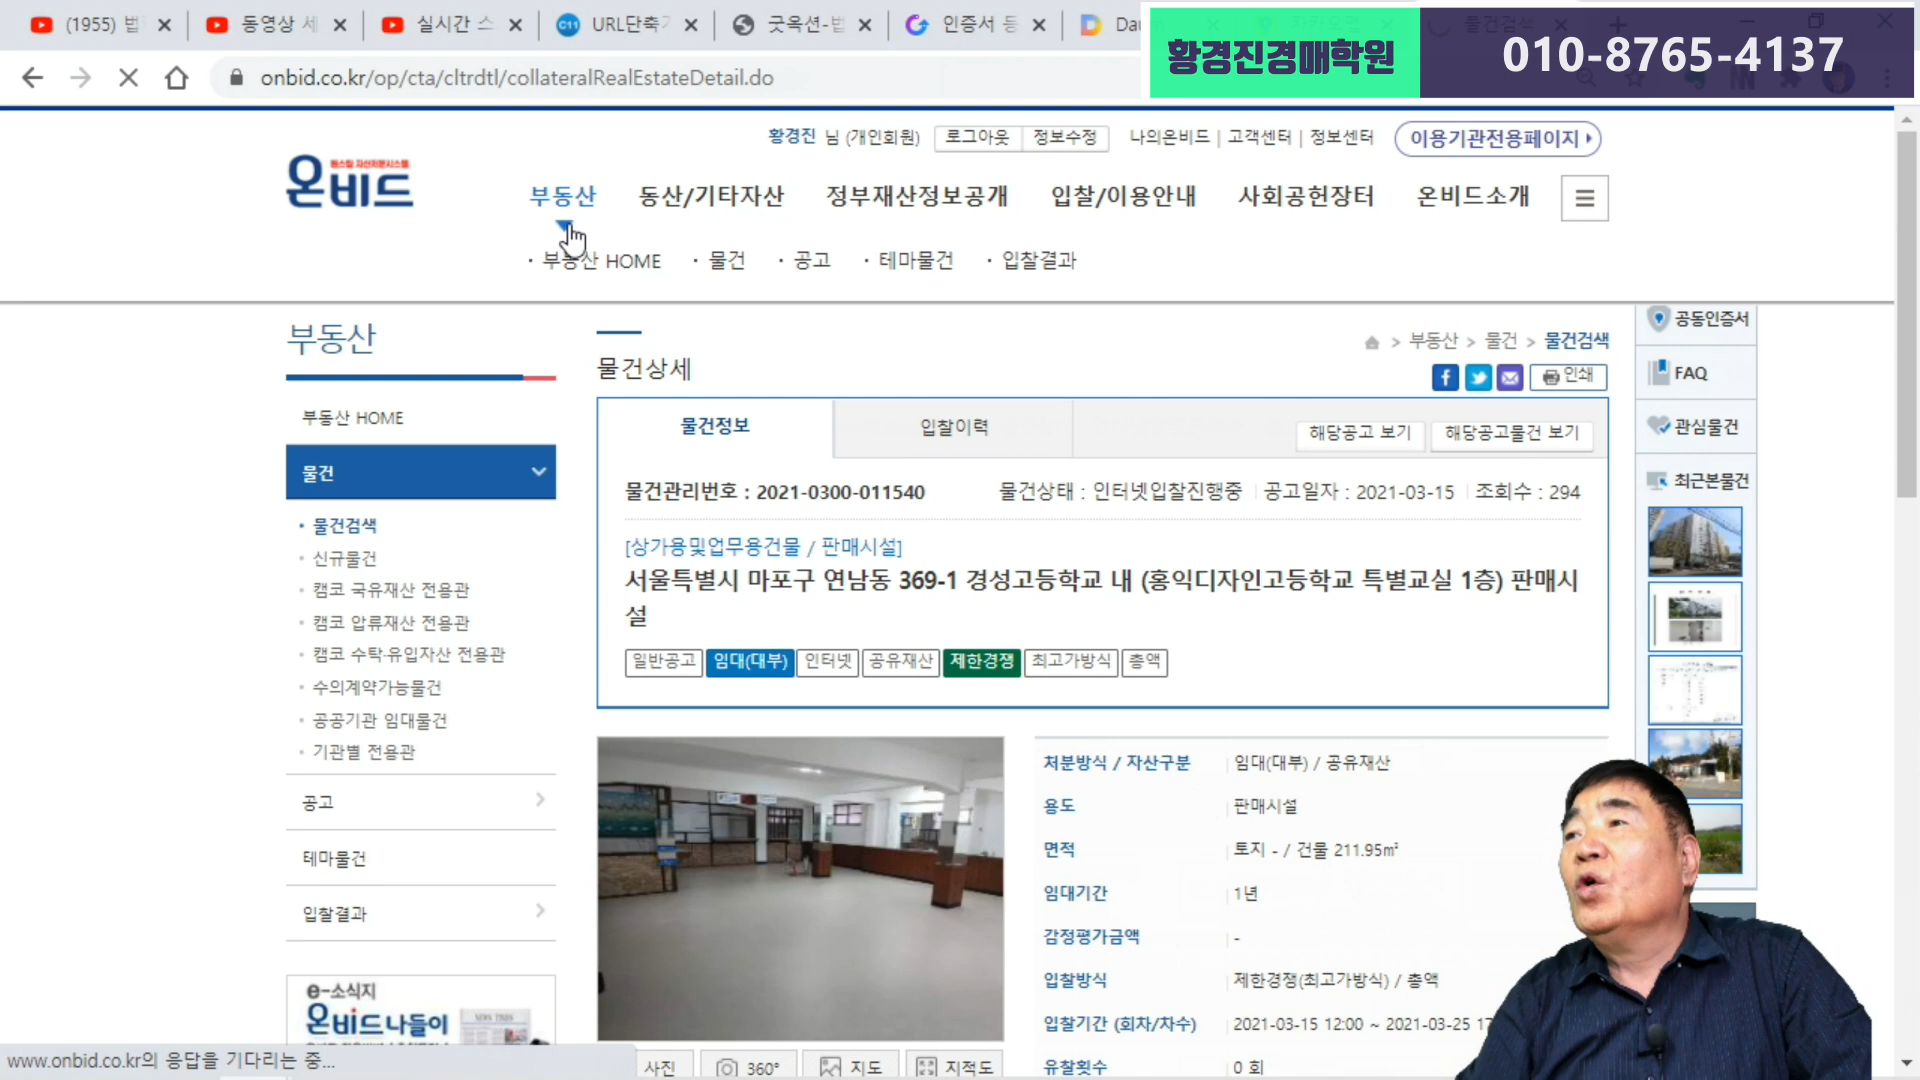 (1955) 법
동영상 세
실시간 스
URL단축기
굿옥션-법
인증서 등
황경진경매학원
010-8765-4137
onbid.co.kr/op/cta/cltrdtl/collateralRealEstateDetail.do
황경진 님 (개인회원) 로그아웃 정보수정 나의온비드 | 고객센터 | 정보센터 이용기관전용페이지
온비드
부동산 동산/기타자산 정부재산정보공개 입찰/이용안내 사회공헌장터 온비드소개
· 부동산 HOME · 물건 · 공고 · 테마물건 · 입찰결과
부동산
부동산 HOME
물건
물건검색
신규물건
캠코 국유재산 전용관
캠코 압류재산 전용관
캠코 수탁·유입자산 전용관
수의계약가능물건
공공기관 임대물건
기관별 전용관
공고
테마물건
입찰결과
e-소식지
온비드나들이
물건상세
> 부동산 > 물건 > 물건검색
인쇄
물건정보 입찰이력 해당공고 보기 해당공고물건 보기
물건관리번호 : 2021-0300-011540 물건상태 : 인터넷입찰진행중 공고일자 : 2021-03-15 조회수 : 294
[상가용및업무용건물 / 판매시설]
서울특별시 마포구 연남동 369-1 경성고등학교 내 (홍익디자인고등학교 특별교실 1층) 판매시
설
일반공고 임대(대부) 인터넷 공유재산 제한경쟁 최고가방식 총액
처분방식 / 자산구분 임대(대부) / 공유재산
용도 판매시설
면적 토지 - / 건물 211.95㎡
임대기간 1년
감정평가금액 -
입찰방식 제한경쟁(최고가방식) / 총액
입찰기간 (회차/차수) 2021-03-15 12:00 ~ 2021-03-25 17
유찰횟수 0 회
사진 360° 지도 지적도
공동인증서
FAQ
관심물건
최근본물건
www.onbid.co.kr의 응답을 기다리는 중...